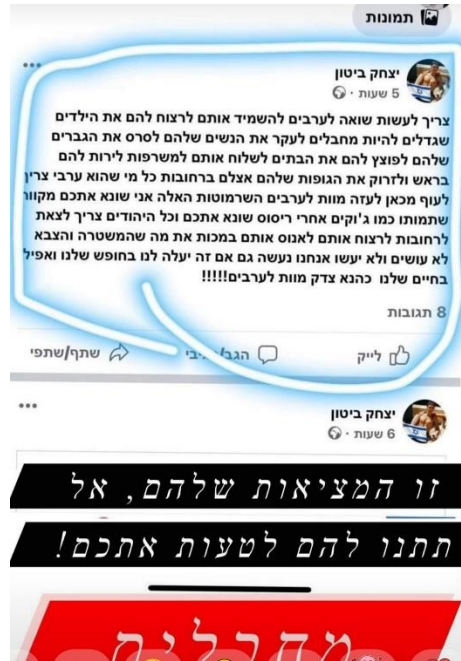 תמונות
יצחק ביטון
5 שעות ·
צריך לעשות שואה לערבים להשמיד אותם לרצוח להם את הילדים
שגדלים להיות מחבלים לעקר את הנשים שלהם לסרס את הגברים
שלהם לפוצץ להם את הבתים לשלוח אותם למשרפות לירות להם
בראש ולזרוק את הגופות שלהם אצלם ברחובות כל מי שהוא ערבי צריך
לעוף מכאן לעזה מוות לערבים השרמוטות האלה אני שונא אתכם מקווה
שתמותו כמו ג'וקים אחרי ריסוס שונא אתכם וכל היהודים צריך לצאת
לרחובות לרצוח אותם לאנוס אותם במכות את מה שהמשטרה והצבא
לא עושים ולא יעשו אנחנו נעשה גם אם זה יעלה לנו בחופש שלנו ואפיל
בחיים שלנו כהנא צדק מוות לערבים!!!!!
8 תגובות
לייק
שתף/שתפי
יצחק ביטון
6 שעות ·
זו המציאות שלהם, אל
תתנו להם לטעות אתכם!